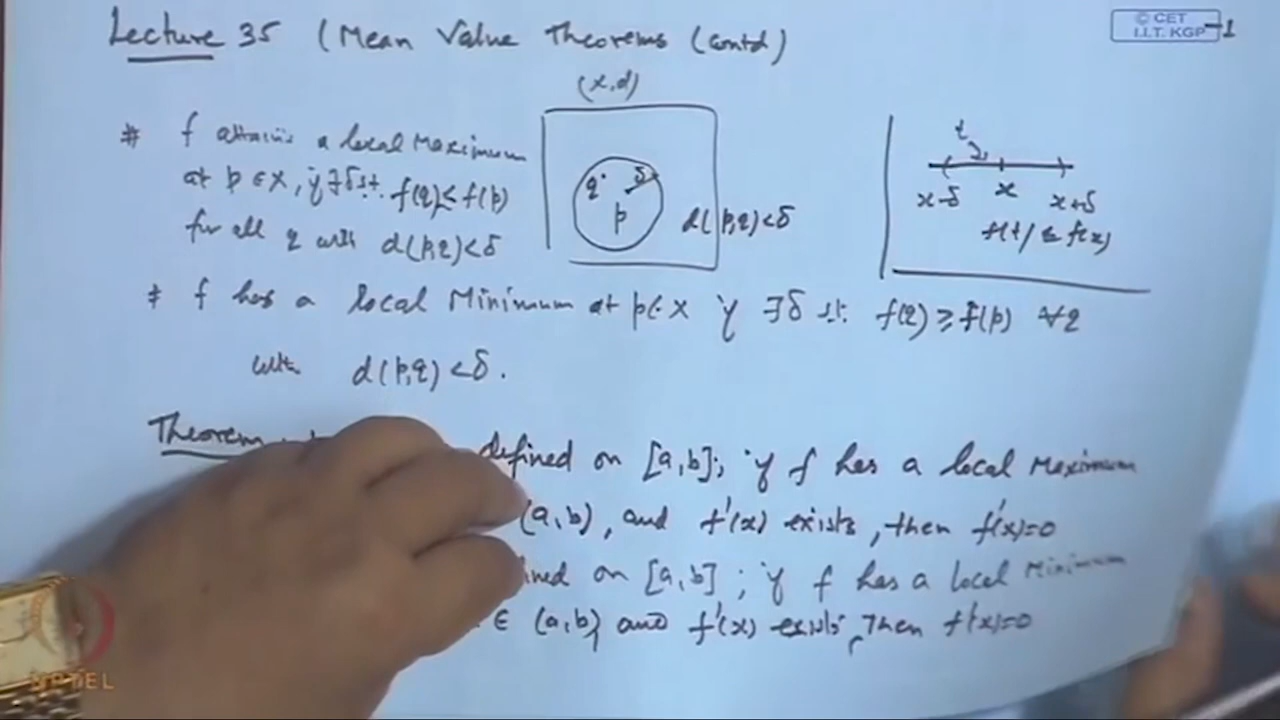 Lecture 35 (Mean Value Theorems (Contd)
© CET
I.I.T. KGP
-1
(X,d)
# f attains a local Maximum
at p ∈ X, if ∃ δ s.t. f(q) ≤ f(p)
for all q with d(p,q) < δ
q
δ
p
d(p,q) < δ
t
x-δ x x+δ
f(t) ≤ f(x)
# f has a local Minimum at p ∈ X if ∃ δ s.t. f(q) ≥ f(p) ∀ q
with d(p,q) < δ.
Theorem defined on [a,b]; if f has a local Maximum
(a,b), and f'(x) exists, then f'(x)=0
ined on [a,b]; if f has a local Minimum
∈ (a,b) and f'(x) exists, then f'(x)=0
NPTEL